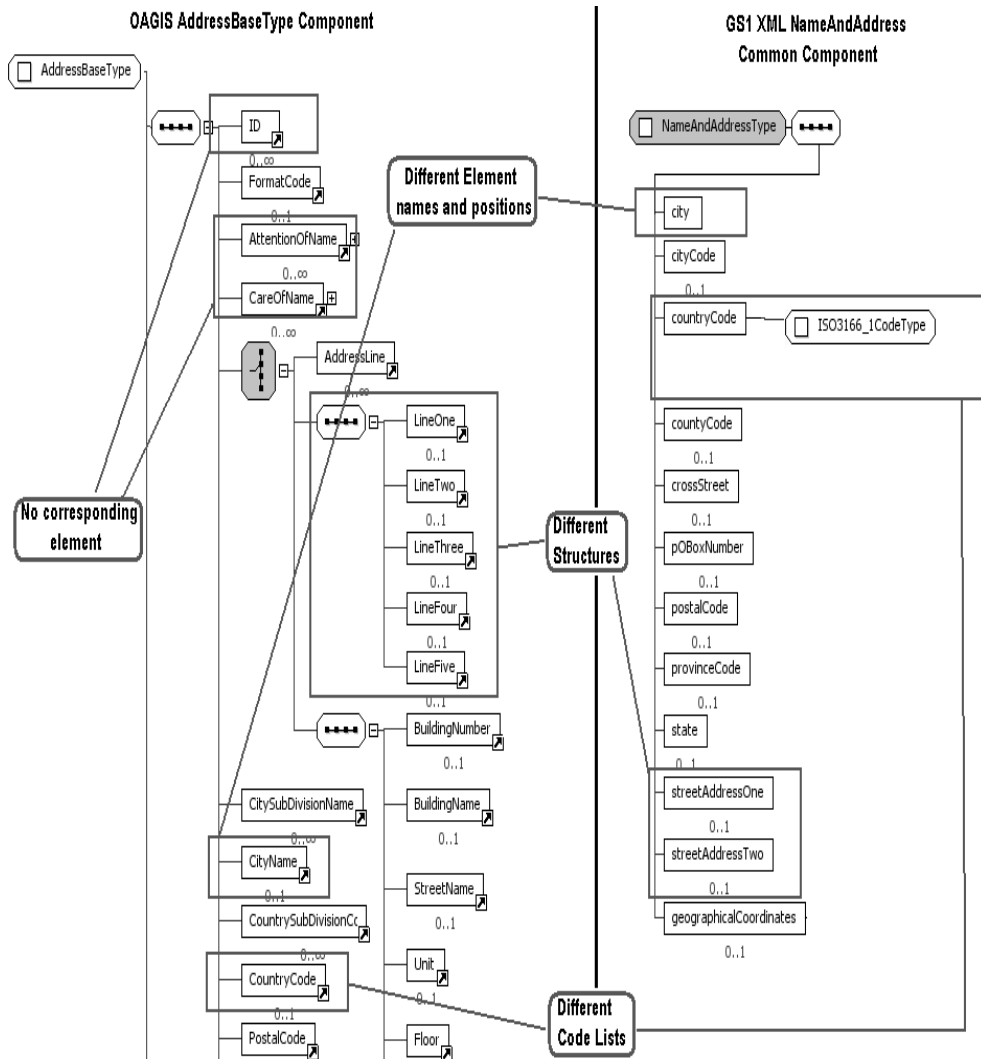 OAGIS AddressBaseType Component
GS1 XML NameAndAddress
Common Component
AddressBaseType
ID
0..∞
FormatCode
0..1
AttentionOfName
0..∞
CareOfName
0..∞
AddressLine
0..∞
LineOne
0..1
LineTwo
0..1
LineThree
0..1
LineFour
0..1
LineFive
0..1
BuildingNumber
0..1
CitySubDivisionName
0..∞
BuildingName
0..1
CityName
0..1
StreetName
0..1
CountrySubDivisionCc
0..∞
Unit
0..1
CountryCode
0..1
PostalCode
Floor
No corresponding
element
Different Element
names and positions
Different
Structures
Different
Code Lists
NameAndAddressType
city
cityCode
0..1
countryCode
ISO3166_1CodeType
countyCode
0..1
crossStreet
0..1
pOBoxNumber
0..1
postalCode
0..1
provinceCode
0..1
state
0..1
streetAddressOne
0..1
streetAddressTwo
0..1
geographicalCoordinates
0..1